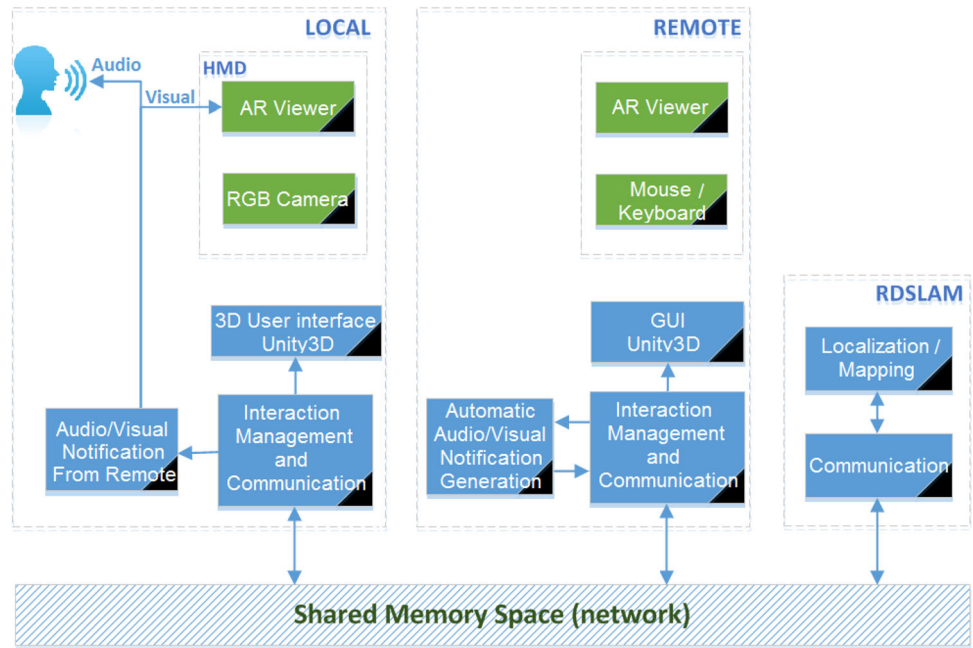 LOCAL
Audio
Visual
HMD
AR Viewer
RGB Camera
3D User interface
Unity3D
Audio/Visual
Notification
From Remote
Interaction
Management
and
Communication
REMOTE
AR Viewer
Mouse /
Keyboard
GUI
Unity3D
Automatic
Audio/Visual
Notification
Generation
Interaction
Management
and
Communication
RDSLAM
Localization /
Mapping
Communication
Shared Memory Space (network)